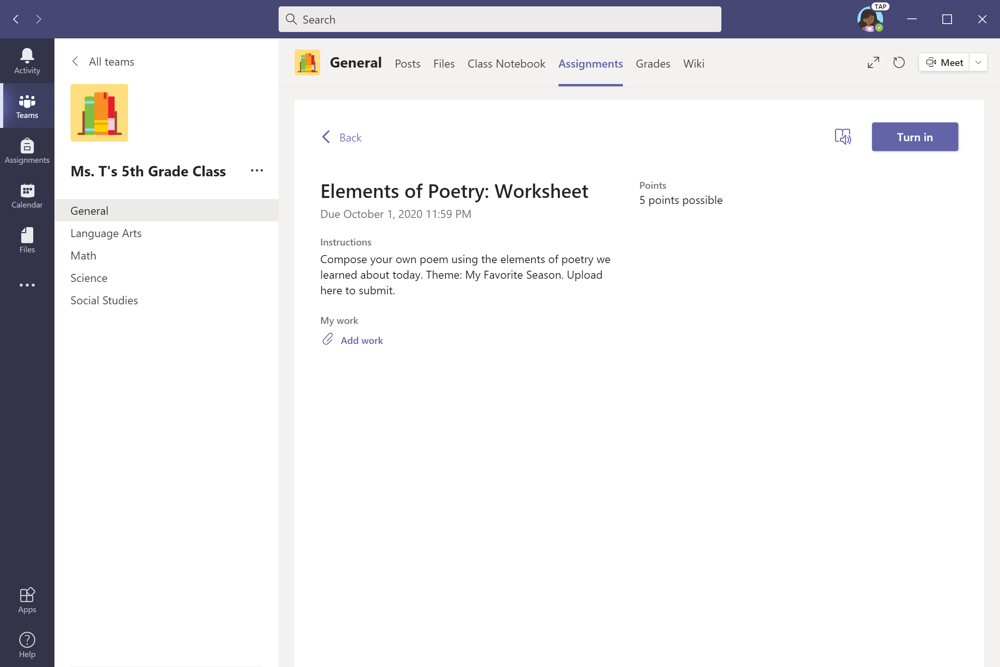 Search
TAP
Activity
Teams
Assignments
Calendar
Files
Apps
Help
All teams
Ms. T's 5th Grade Class
General
Language Arts
Math
Science
Social Studies
General Posts Files Class Notebook Assignments Grades Wiki
Meet
Back
Turn in
Elements of Poetry: Worksheet
Due October 1, 2020 11:59 PM
Points
5 points possible
Instructions
Compose your own poem using the elements of poetry we
learned about today. Theme: My Favorite Season. Upload
here to submit.
My work
Add work